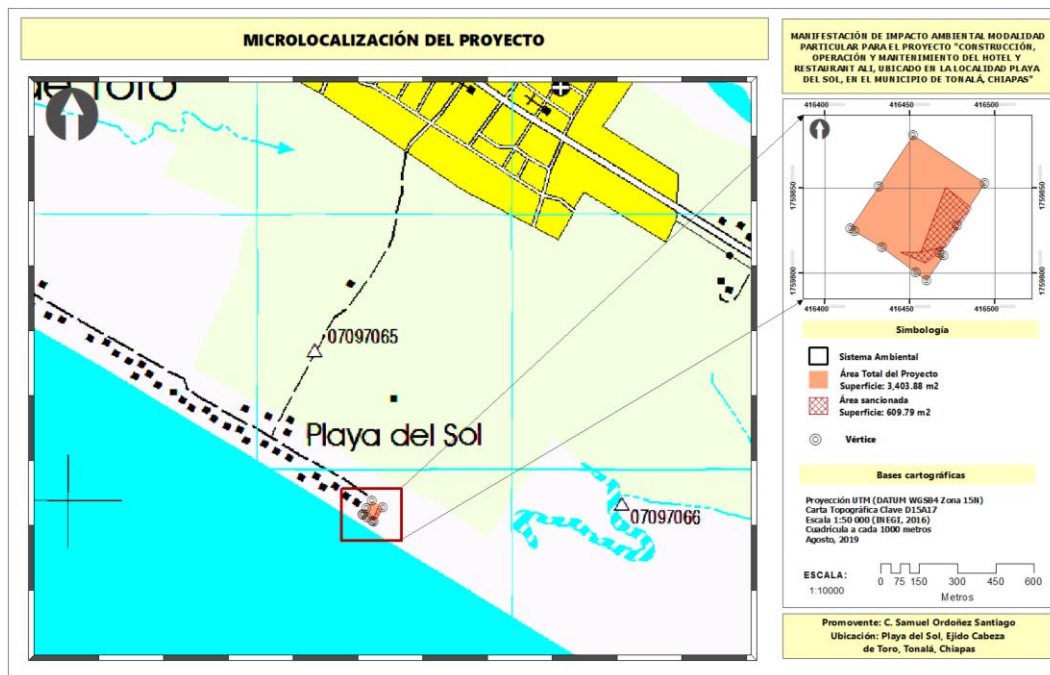 MICROLOCALIZACIÓN DEL PROYECTO
de Toro
07097065
Playa del Sol
07097066
MANIFESTACIÓN DE IMPACTO AMBIENTAL MODALIDAD
PARTICULAR PARA EL PROYECTO "CONSTRUCCIÓN,
OPERACIÓN Y MANTENIMIENTO DEL HOTEL Y
RESTAURANT ALI, UBICADO EN LA LOCALIDAD PLAYA
DEL SOL, EN EL MUNICIPIO DE TONALÁ, CHIAPAS"
416400 416450 416500
1759850 1759850
1759800 1759800
416400 416450 416500
Simbología
Sistema Ambiental
Área Total del Proyecto
Superficie: 3,403.88 m2
Área sancionada
Superficie: 609.79 m2
Vértice
Bases cartográficas
Proyección UTM (DATUM WGS84 Zona 15N)
Carta Topográfica Clave D15A17
Escala 1:50 000 (INEGI, 2016)
Cuadrícula a cada 1000 metros
Agosto, 2019
ESCALA:
1:10000
0 75 150 300 450 600
Metros
Promovente: C. Samuel Ordoñez Santiago
Ubicación: Playa del Sol, Ejido Cabeza
de Toro, Tonalá, Chiapas